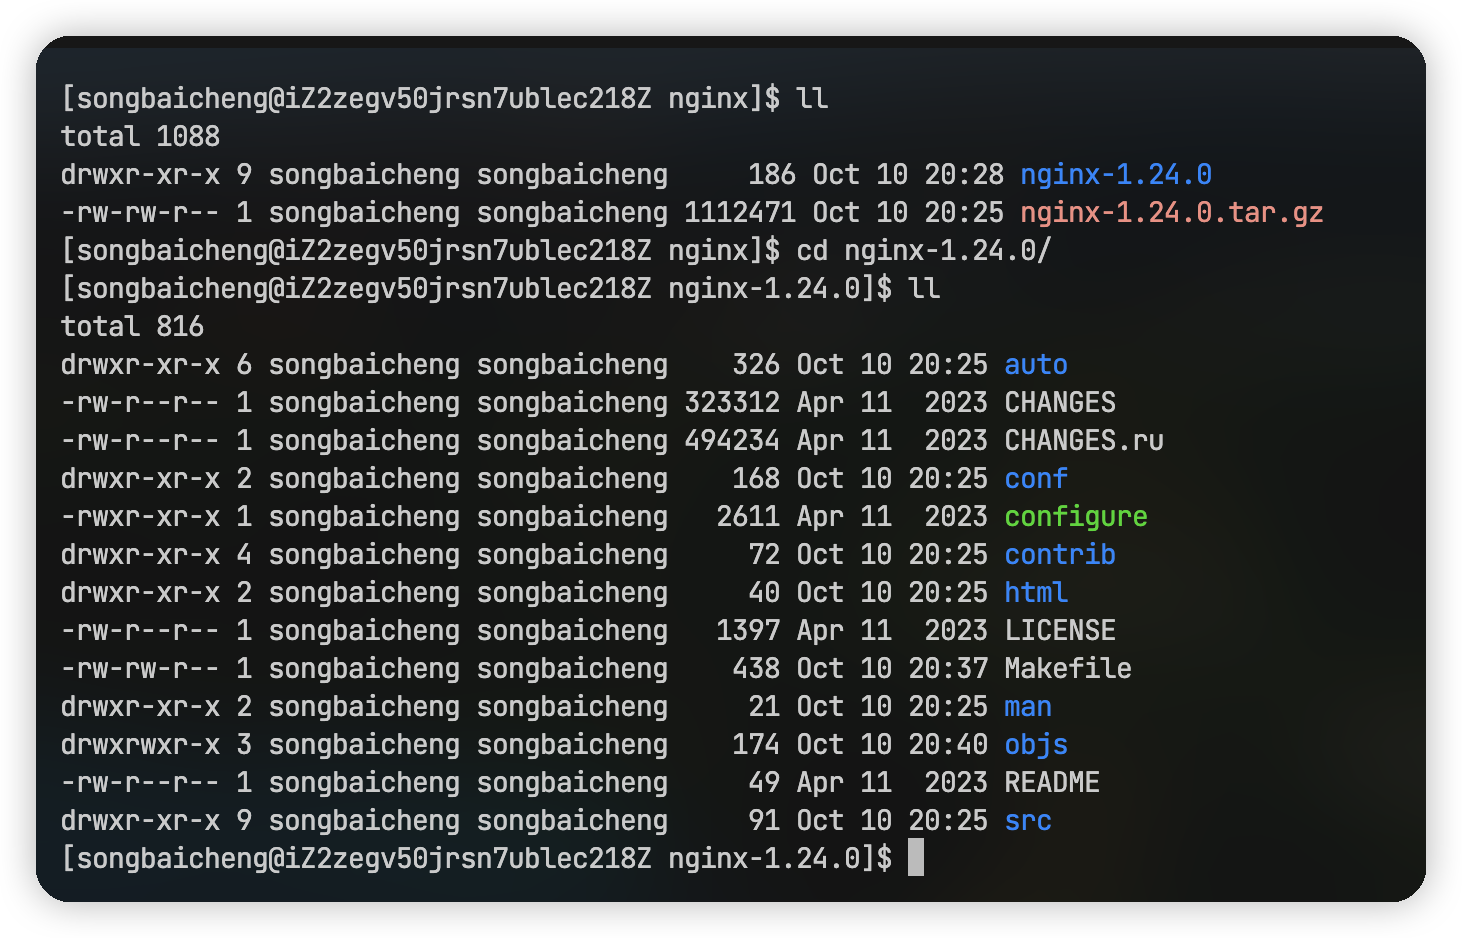 [songbaicheng@iZ2zegv50jrsn7ublec218Z nginx]$ ll
total 1088
drwxr-xr-x 9 songbaicheng songbaicheng     186 Oct 10 20:28 nginx-1.24.0
-rw-rw-r-- 1 songbaicheng songbaicheng 1112471 Oct 10 20:25 nginx-1.24.0.tar.gz
[songbaicheng@iZ2zegv50jrsn7ublec218Z nginx]$ cd nginx-1.24.0/
[songbaicheng@iZ2zegv50jrsn7ublec218Z nginx-1.24.0]$ ll
total 816
drwxr-xr-x 6 songbaicheng songbaicheng    326 Oct 10 20:25 auto
-rw-r--r-- 1 songbaicheng songbaicheng 323312 Apr 11  2023 CHANGES
-rw-r--r-- 1 songbaicheng songbaicheng 494234 Apr 11  2023 CHANGES.ru
drwxr-xr-x 2 songbaicheng songbaicheng    168 Oct 10 20:25 conf
-rwxr-xr-x 1 songbaicheng songbaicheng   2611 Apr 11  2023 configure
drwxr-xr-x 4 songbaicheng songbaicheng     72 Oct 10 20:25 contrib
drwxr-xr-x 2 songbaicheng songbaicheng     40 Oct 10 20:25 html
-rw-r--r-- 1 songbaicheng songbaicheng   1397 Apr 11  2023 LICENSE
-rw-rw-r-- 1 songbaicheng songbaicheng    438 Oct 10 20:37 Makefile
drwxr-xr-x 2 songbaicheng songbaicheng     21 Oct 10 20:25 man
drwxrwxr-x 3 songbaicheng songbaicheng    174 Oct 10 20:40 objs
-rw-r--r-- 1 songbaicheng songbaicheng     49 Apr 11  2023 README
drwxr-xr-x 9 songbaicheng songbaicheng     91 Oct 10 20:25 src
[songbaicheng@iZ2zegv50jrsn7ublec218Z nginx-1.24.0]$